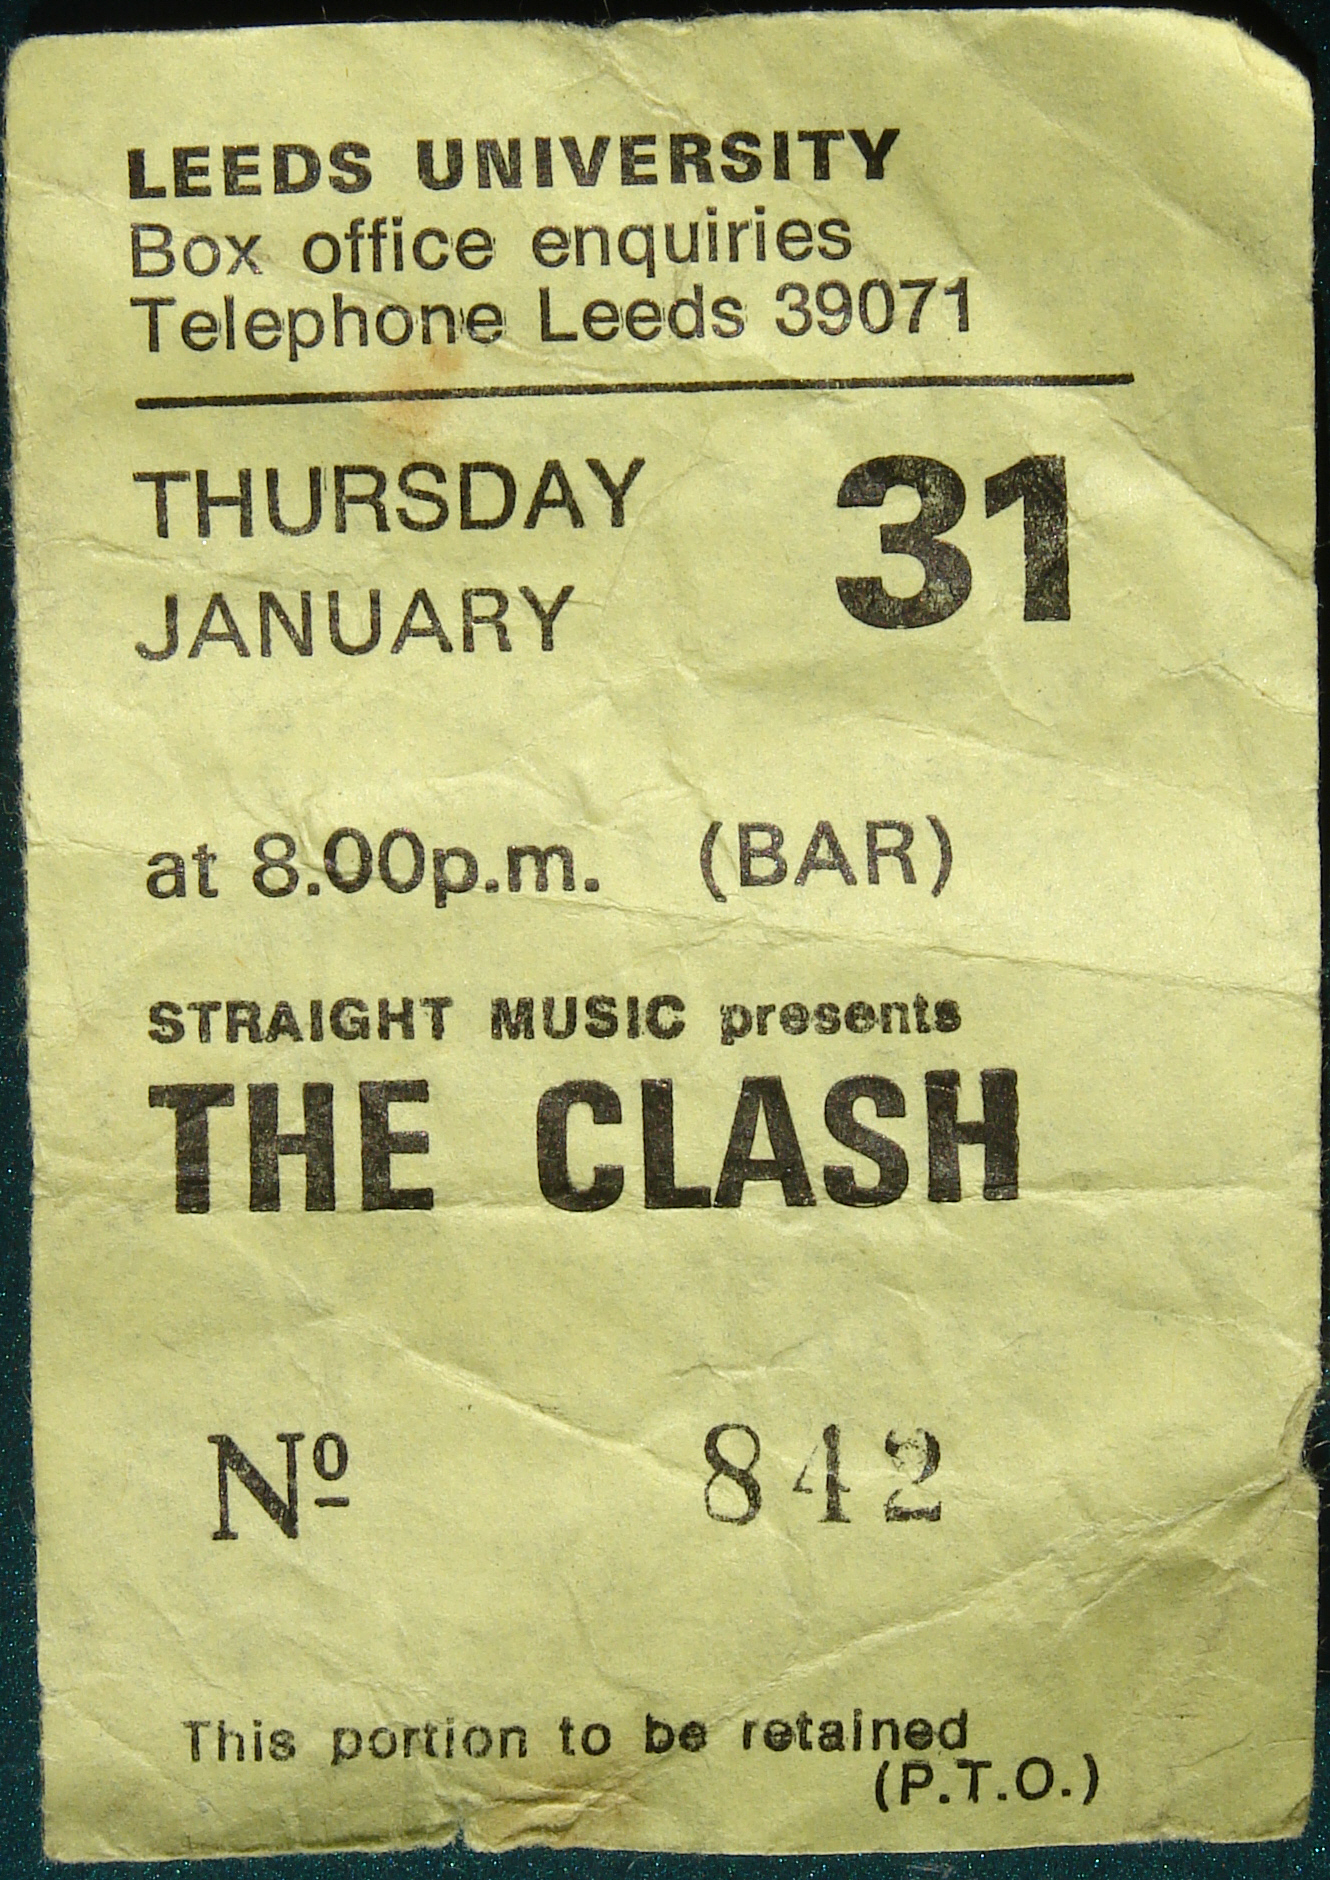 LEEDS UNIVERSITY
Box office enquiries
Telephone Leeds 39071
THURSDAY 31
JANUARY
at 8.00p.m. (BAR)
STRAIGHT MUSIC presents
THE CLASH
Nº 842
This portion to be retained
(P.T.O.)